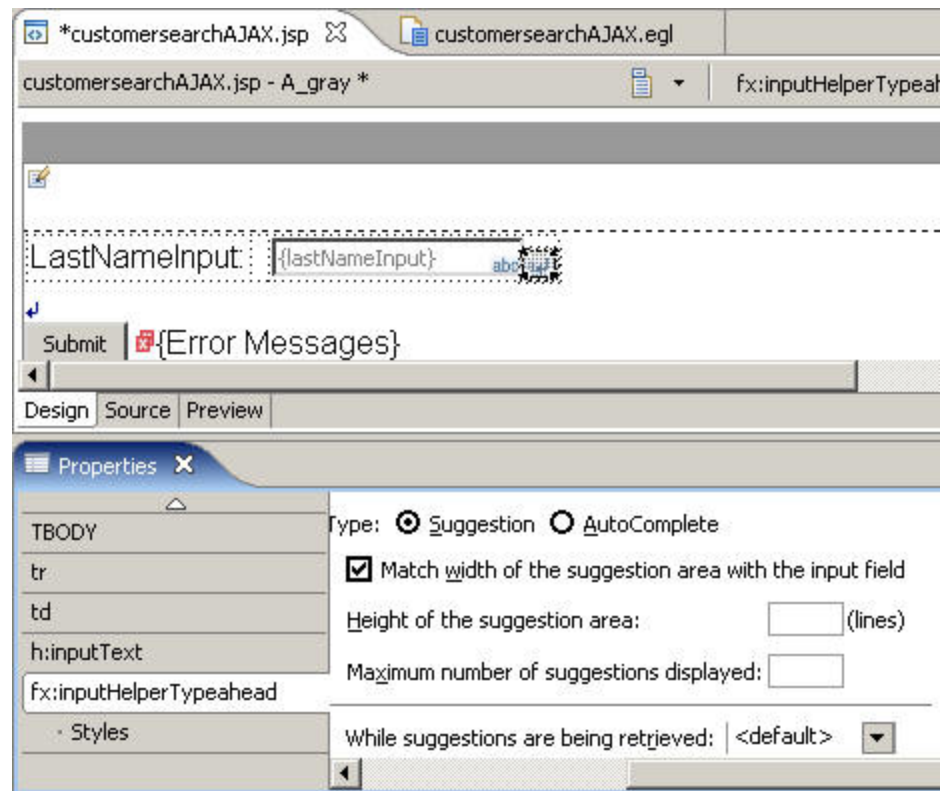 *customersearchAJAX.jsp customersearchAJAX.egl
customersearchAJAX.jsp - A_gray * fx:inputHelperTypeah
LastNameInput: {lastNameInput} abc
Submit {Error Messages}
Design Source Preview
Properties
TBODY
tr
td
h:inputText
fx:inputHelperTypeahead
· Styles
Type: Suggestion AutoComplete
Match width of the suggestion area with the input field
Height of the suggestion area: (lines)
Maximum number of suggestions displayed:
While suggestions are being retrieved: <default>